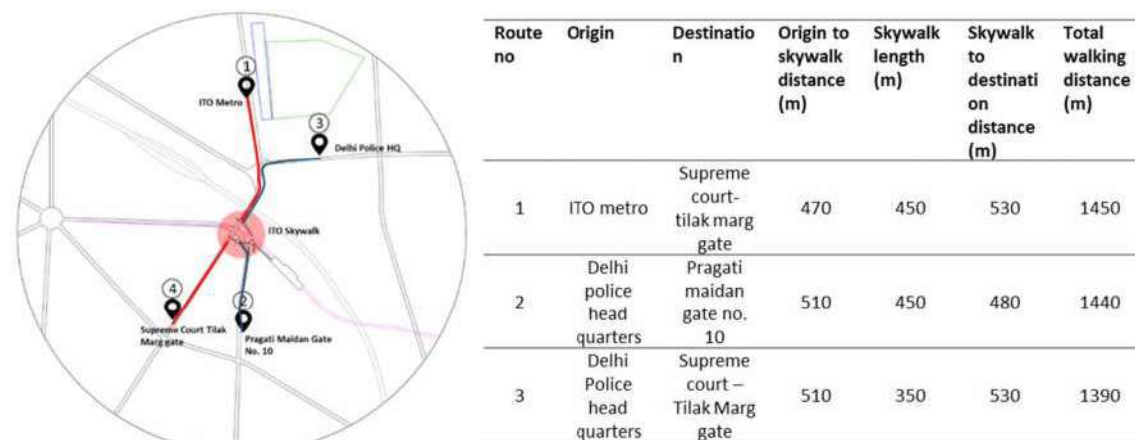 1
ITO Metro
3
Delhi Police HQ
ITO Skywalk
4
Supreme Court Tilak
Marg gate
2
Pragati Maidan Gate
No. 10
Route no | Origin | Destinatio n | Origin to skywalk distance (m) | Skywalk length (m) | Skywalk to destinati on distance (m) | Total walking distance (m)
1 | ITO metro | Supreme court- tilak marg gate | 470 | 450 | 530 | 1450
2 | Delhi police head quarters | Pragati maidan gate no. 10 | 510 | 450 | 480 | 1440
3 | Delhi Police head quarters | Supreme court – Tilak Marg gate | 510 | 350 | 530 | 1390